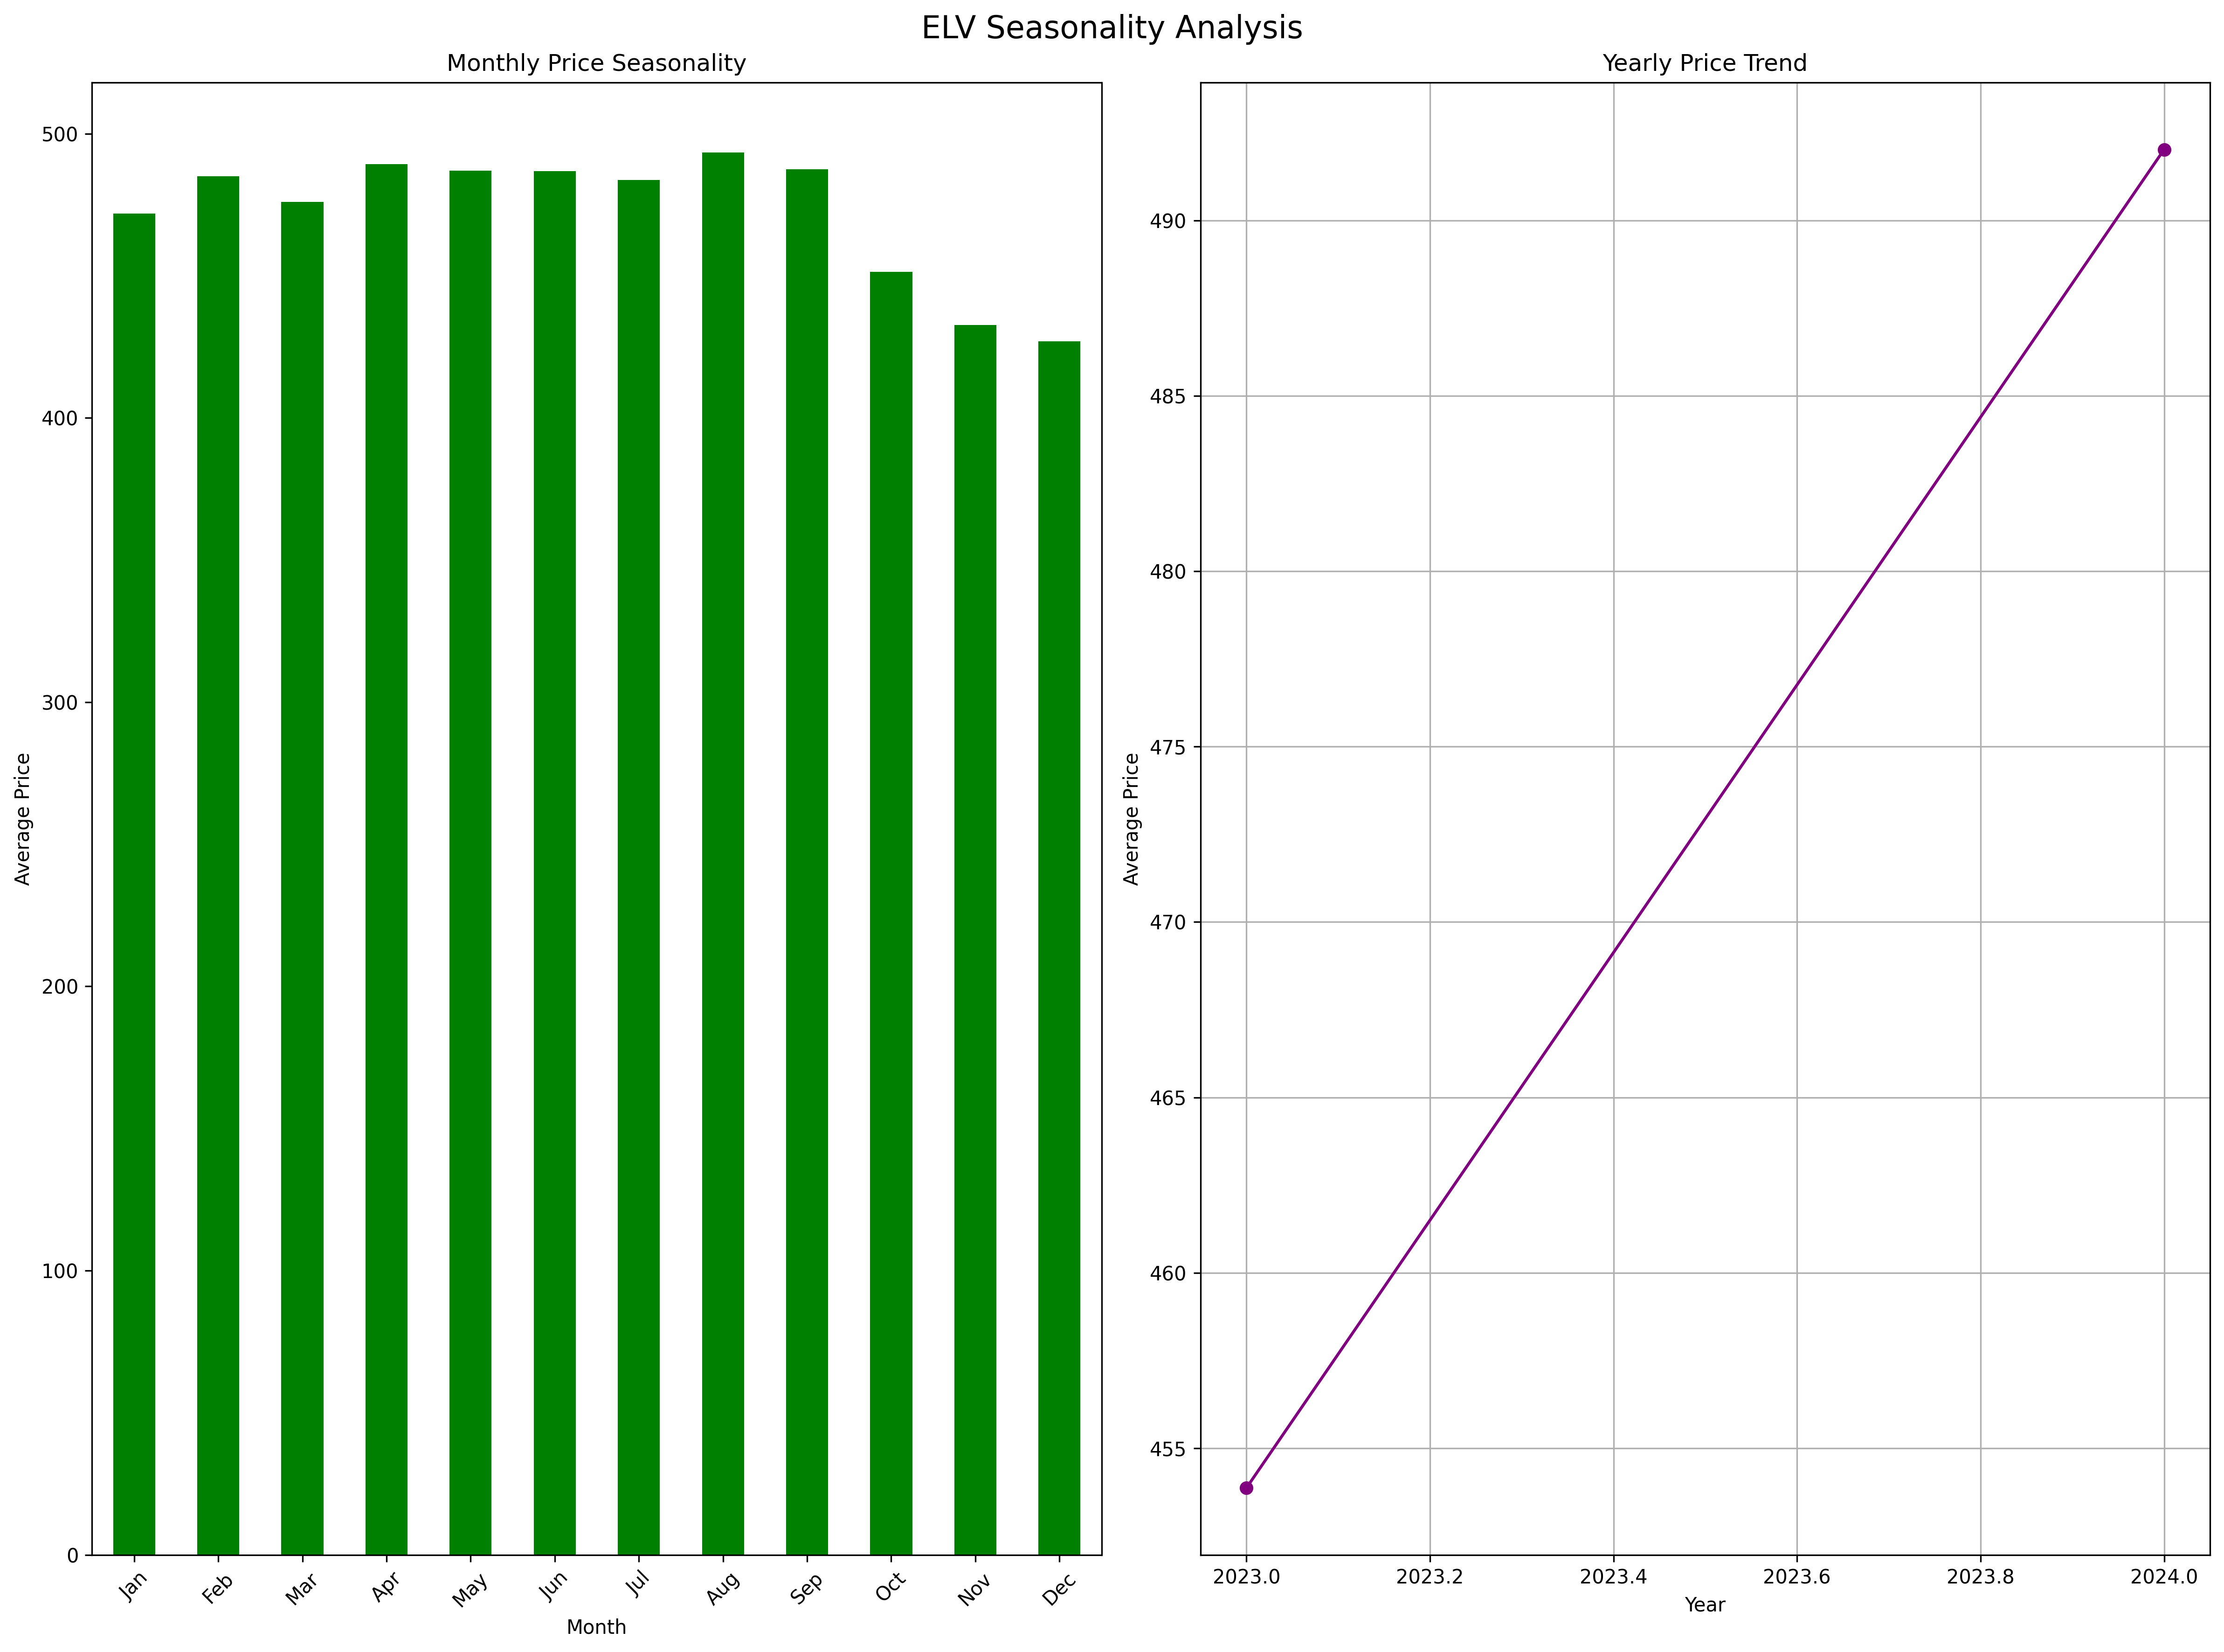 ELV Seasonality Analysis
Monthly Price Seasonality
Average Price
500
400
300
200
100
0
Jan Feb Mar Apr May Jun Jul Aug Sep Oct Nov Dec
Month
Yearly Price Trend
Average Price
490
485
480
475
470
465
460
455
2023.0 2023.2 2023.4 2023.6 2023.8 2024.0
Year